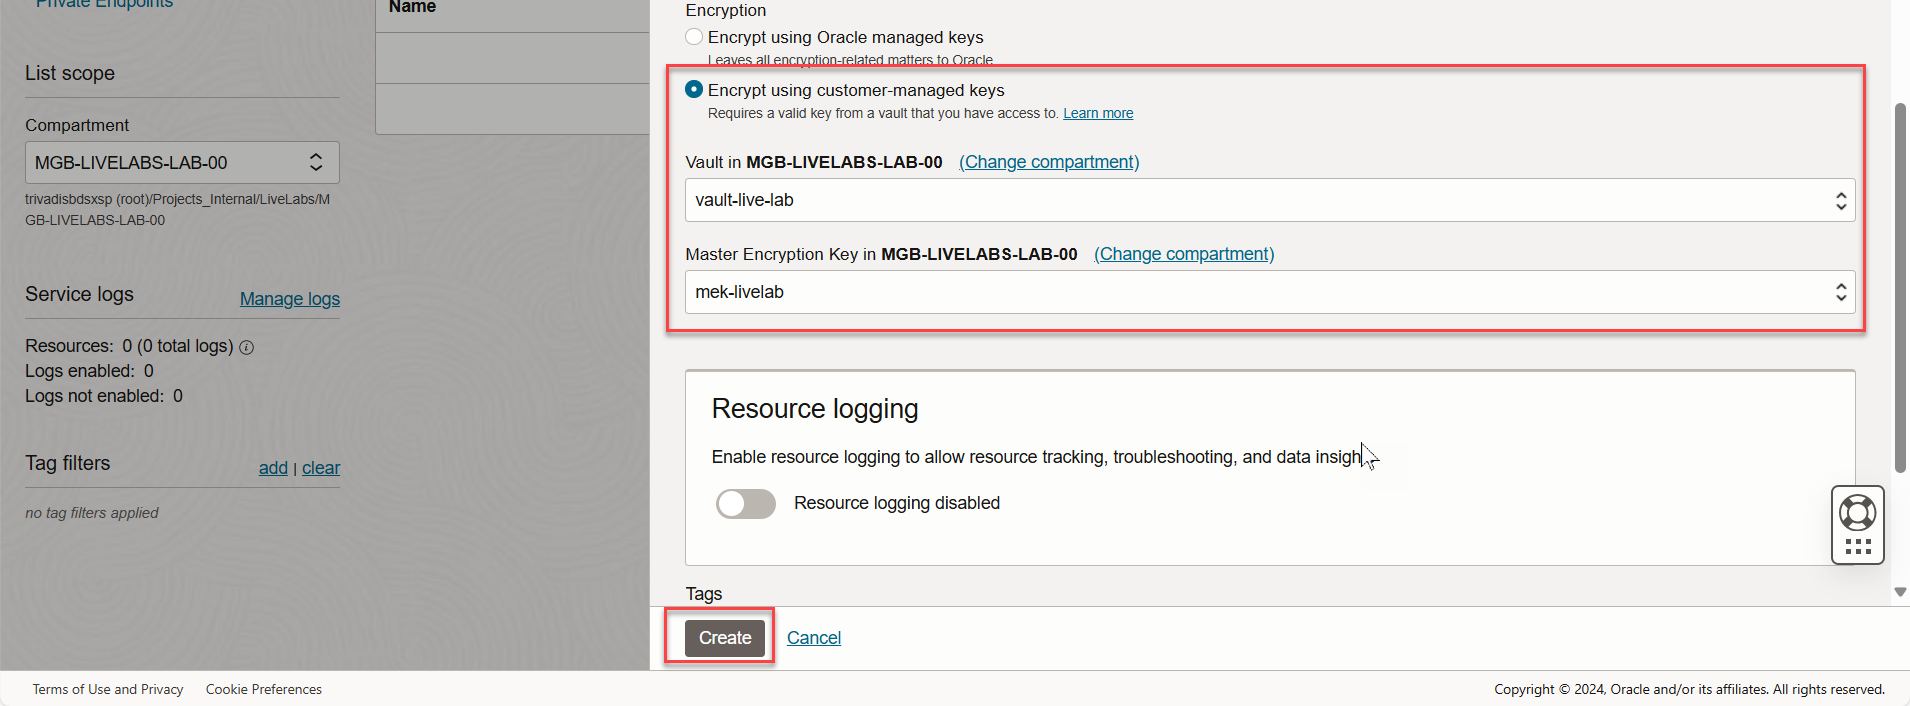 Private Endpoints
List scope
Compartment
MGB-LIVELABS-LAB-00
trivadisbdsxsp (root)/Projects_Internal/LiveLabs/M
GB-LIVELABS-LAB-00
Service logs
Manage logs
Resources: 0 (0 total logs)
Logs enabled: 0
Logs not enabled: 0
Tag filters
add | clear
no tag filters applied
Name
Encryption
Encrypt using Oracle managed keys
Leaves all encryption-related matters to Oracle
Encrypt using customer-managed keys
Requires a valid key from a vault that you have access to. Learn more
Vault in MGB-LIVELABS-LAB-00 (Change compartment)
vault-live-lab
Master Encryption Key in MGB-LIVELABS-LAB-00 (Change compartment)
mek-livelab
Resource logging
Enable resource logging to allow resource tracking, troubleshooting, and data insigh
Resource logging disabled
Tags
Create
Cancel
Terms of Use and Privacy
Cookie Preferences
Copyright © 2024, Oracle and/or its affiliates. All rights reserved.